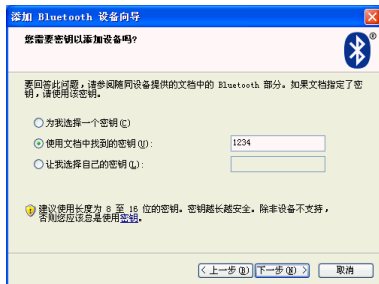 添加 Bluetooth 设备向导
您需要密钥以添加设备吗?
要回答此问题,请参阅随同设备提供的文档中的 Bluetooth 部分。如果文档指定了密
钥,请使用该密钥。
为我选择一个密钥(C)
使用文档中找到的密钥(U):
1234
让我选择自己的密钥(L):
建议使用长度为 8 至 16 位的密钥。密钥越长越安全。除非设备不支持,
否则您应该总是使用密钥。
< 上一步(B)
下一步(N) >
取消